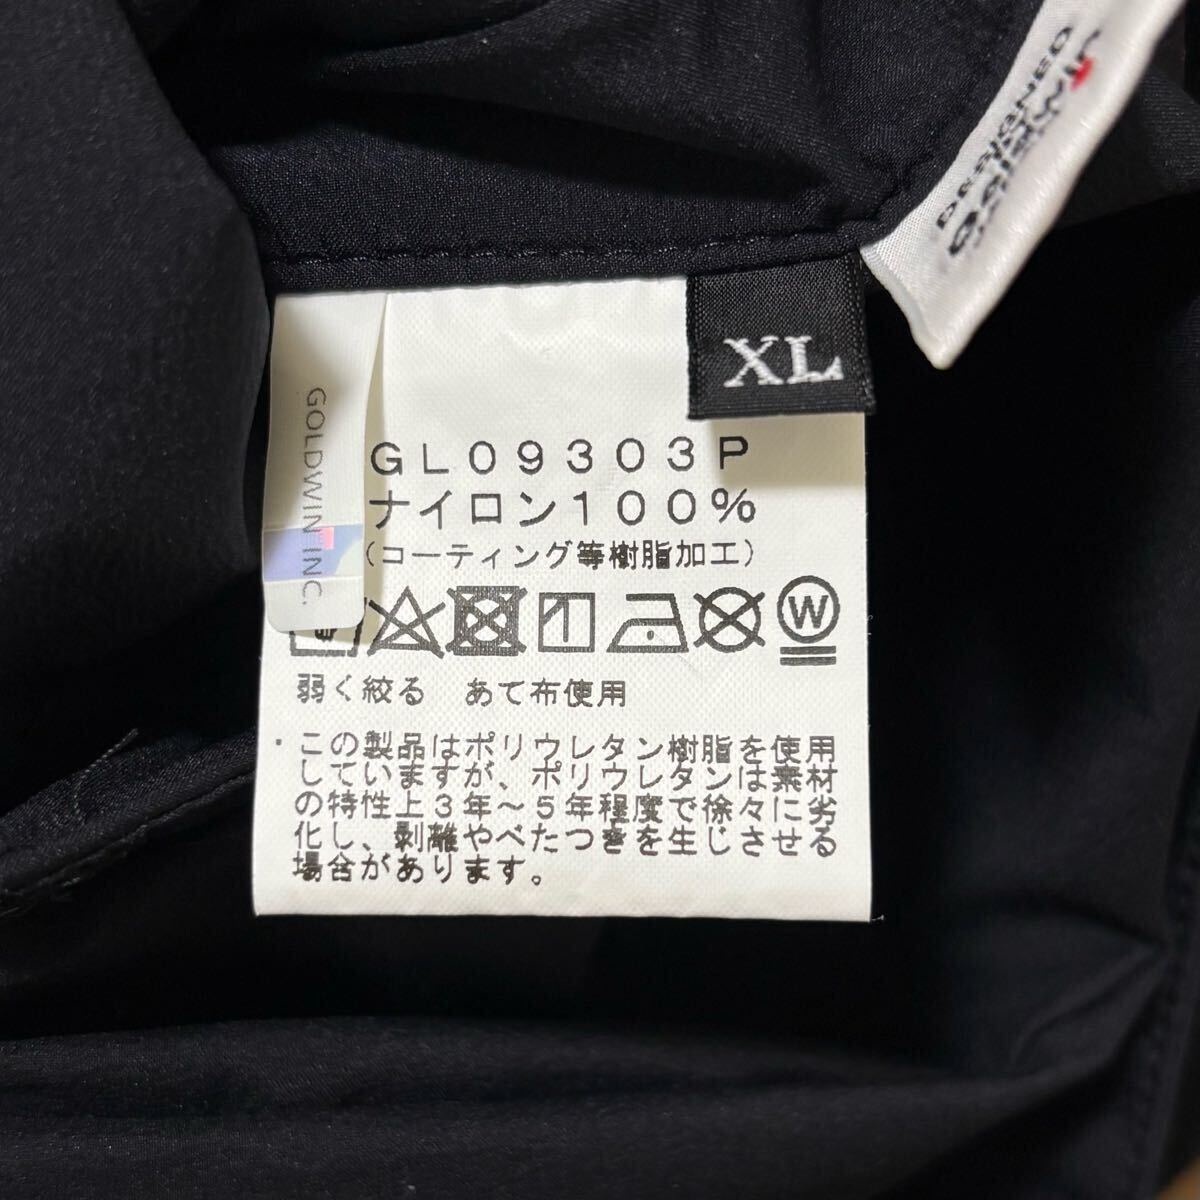 XL
GOLDWIN INC.
GL09303P
ナイロン100%
(コーティング等樹脂加工)
W
弱く絞る　あて布使用
・この製品はポリウレタン樹脂を使用
していますが、ポリウレタンは素材
の特性上3年～5年程度で徐々に劣
化し、剥離やべたつきを生じさせる
場合があります。